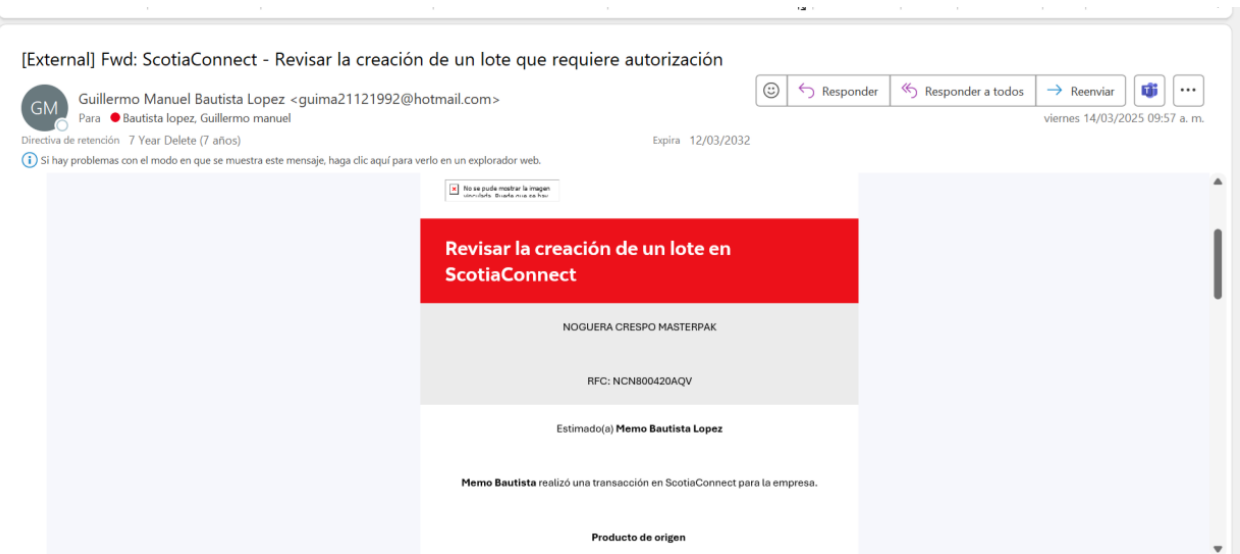 [External] Fwd: ScotiaConnect - Revisar la creación de un lote que requiere autorización
GM
Guillermo Manuel Bautista Lopez <guima21121992@hotmail.com>
Para Bautista lopez, Guillermo manuel
Responder
Responder a todos
Reenviar
viernes 14/03/2025 09:57 a. m.
Directiva de retención 7 Year Delete (7 años)
Expira 12/03/2032
Si hay problemas con el modo en que se muestra este mensaje, haga clic aquí para verlo en un explorador web.
No se pude mostrar la imagen
Revisar la creación de un lote en
ScotiaConnect
NOGUERA CRESPO MASTERPAK
RFC: NCN800420AQV
Estimado(a) Memo Bautista Lopez
Memo Bautista realizó una transacción en ScotiaConnect para la empresa.
Producto de origen